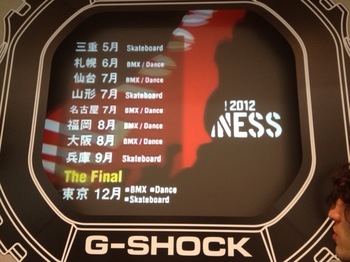 三重 5月 Skateboard
札幌 6月 BMX / Dance
仙台 7月 BMX / Dance
山形 7月 Skateboard
名古屋 7月 BMX / Dance
福岡 8月 BMX / Dance
大阪 8月 BMX / Dance
兵庫 9月 Skateboard
The Final
東京 12月 ■BMX ■Dance
■Skateboard
! 2012
NESS
G-SHOCK